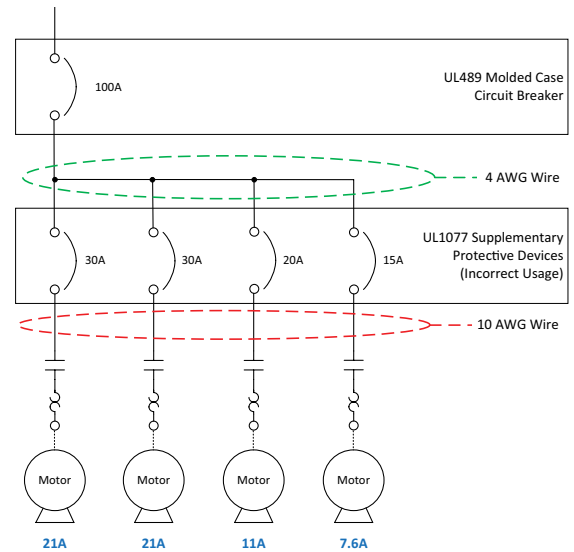 100A
UL489 Molded Case
Circuit Breaker
4 AWG Wire
30A
30A
20A
15A
UL1077 Supplementary
Protective Devices
(Incorrect Usage)
10 AWG Wire
Motor
Motor
Motor
Motor
21A
21A
11A
7.6A